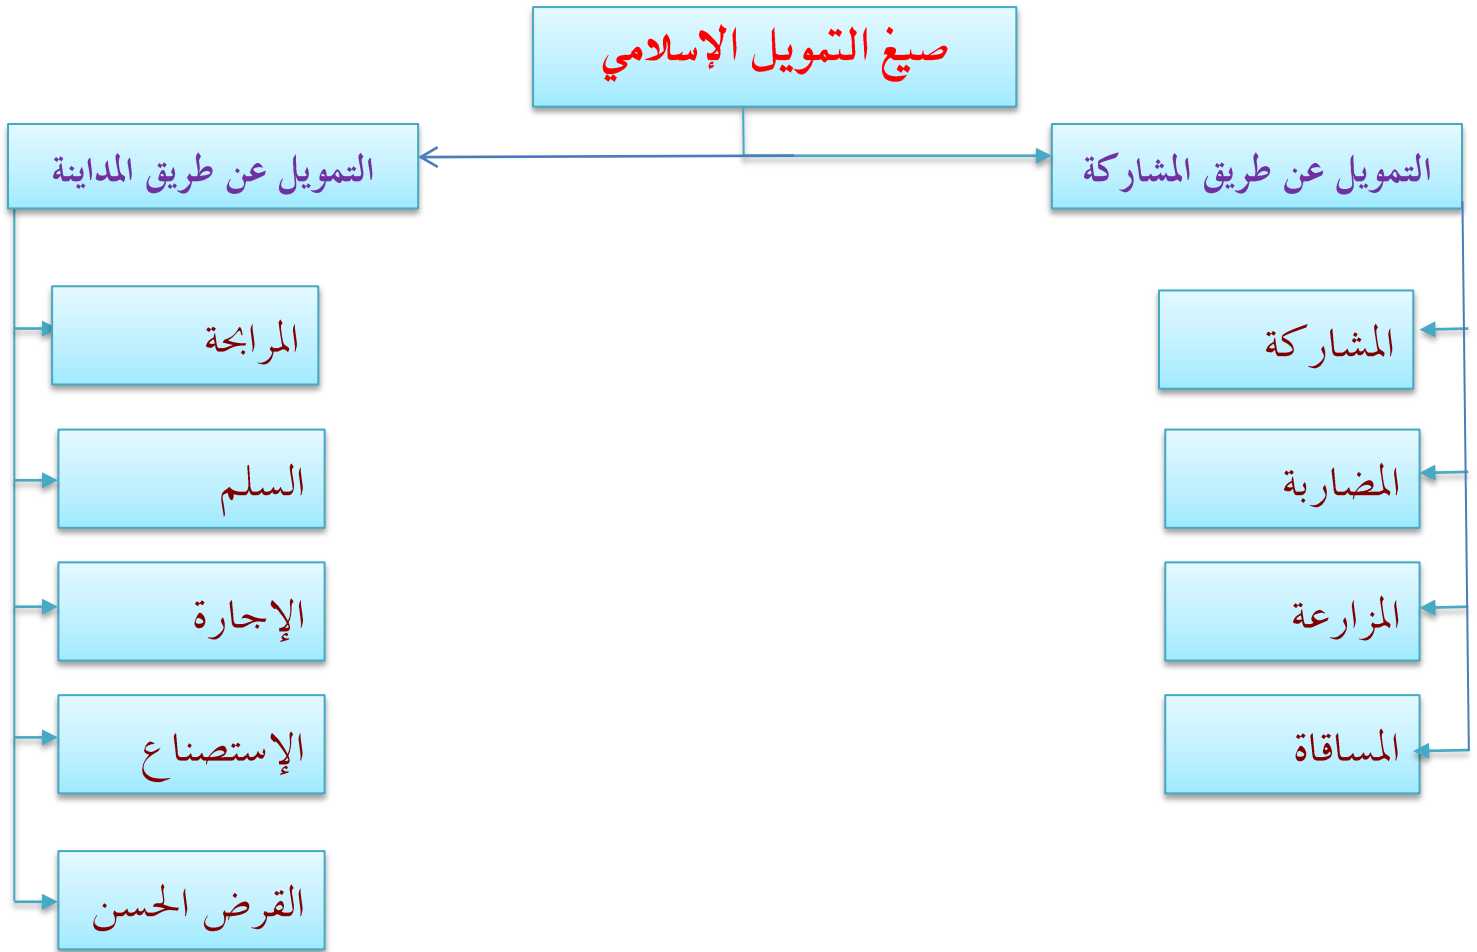 صيغ التمويل الإسلامي
التمويل عن طريق المشاركة
التمويل عن طريق المداينة
المشاركة
المضاربة
المزارعة
المساقاة
المرابحة
السلم
الإجارة
الإستصناع
القرض الحسن